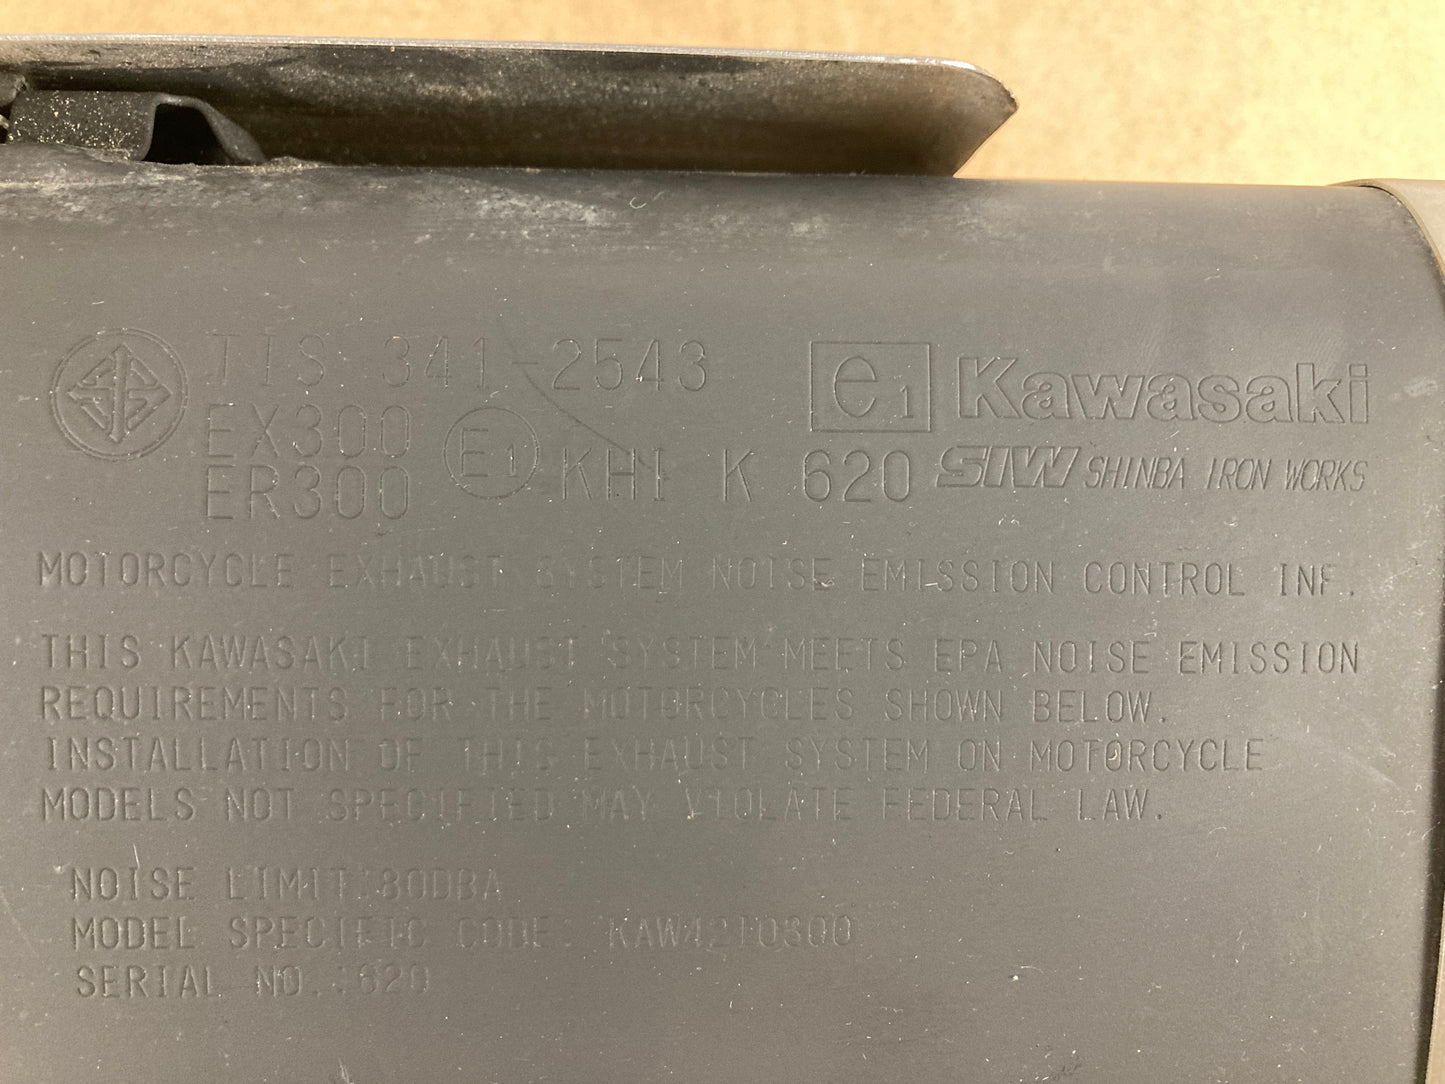 TIS 341-2543
EX300
ER300
E1 KHI K 620
e1 Kawasaki
SIW SHINBA IRON WORKS
MOTORCYCLE EXHAUST SYSTEM NOISE EMISSION CONTROL INF.
THIS KAWASAKI EXHAUST SYSTEM MEETS EPA NOISE EMISSION
REQUIREMENTS FOR THE MOTORCYCLES SHOWN BELOW.
INSTALLATION OF THIS EXHAUST SYSTEM ON MOTORCYCLE
MODELS NOT SPECIFIED MAY VIOLATE FEDERAL LAW.
NOISE LIMIT:80DBA
MODEL SPECIFIC CODE:
SERIAL NO.:620